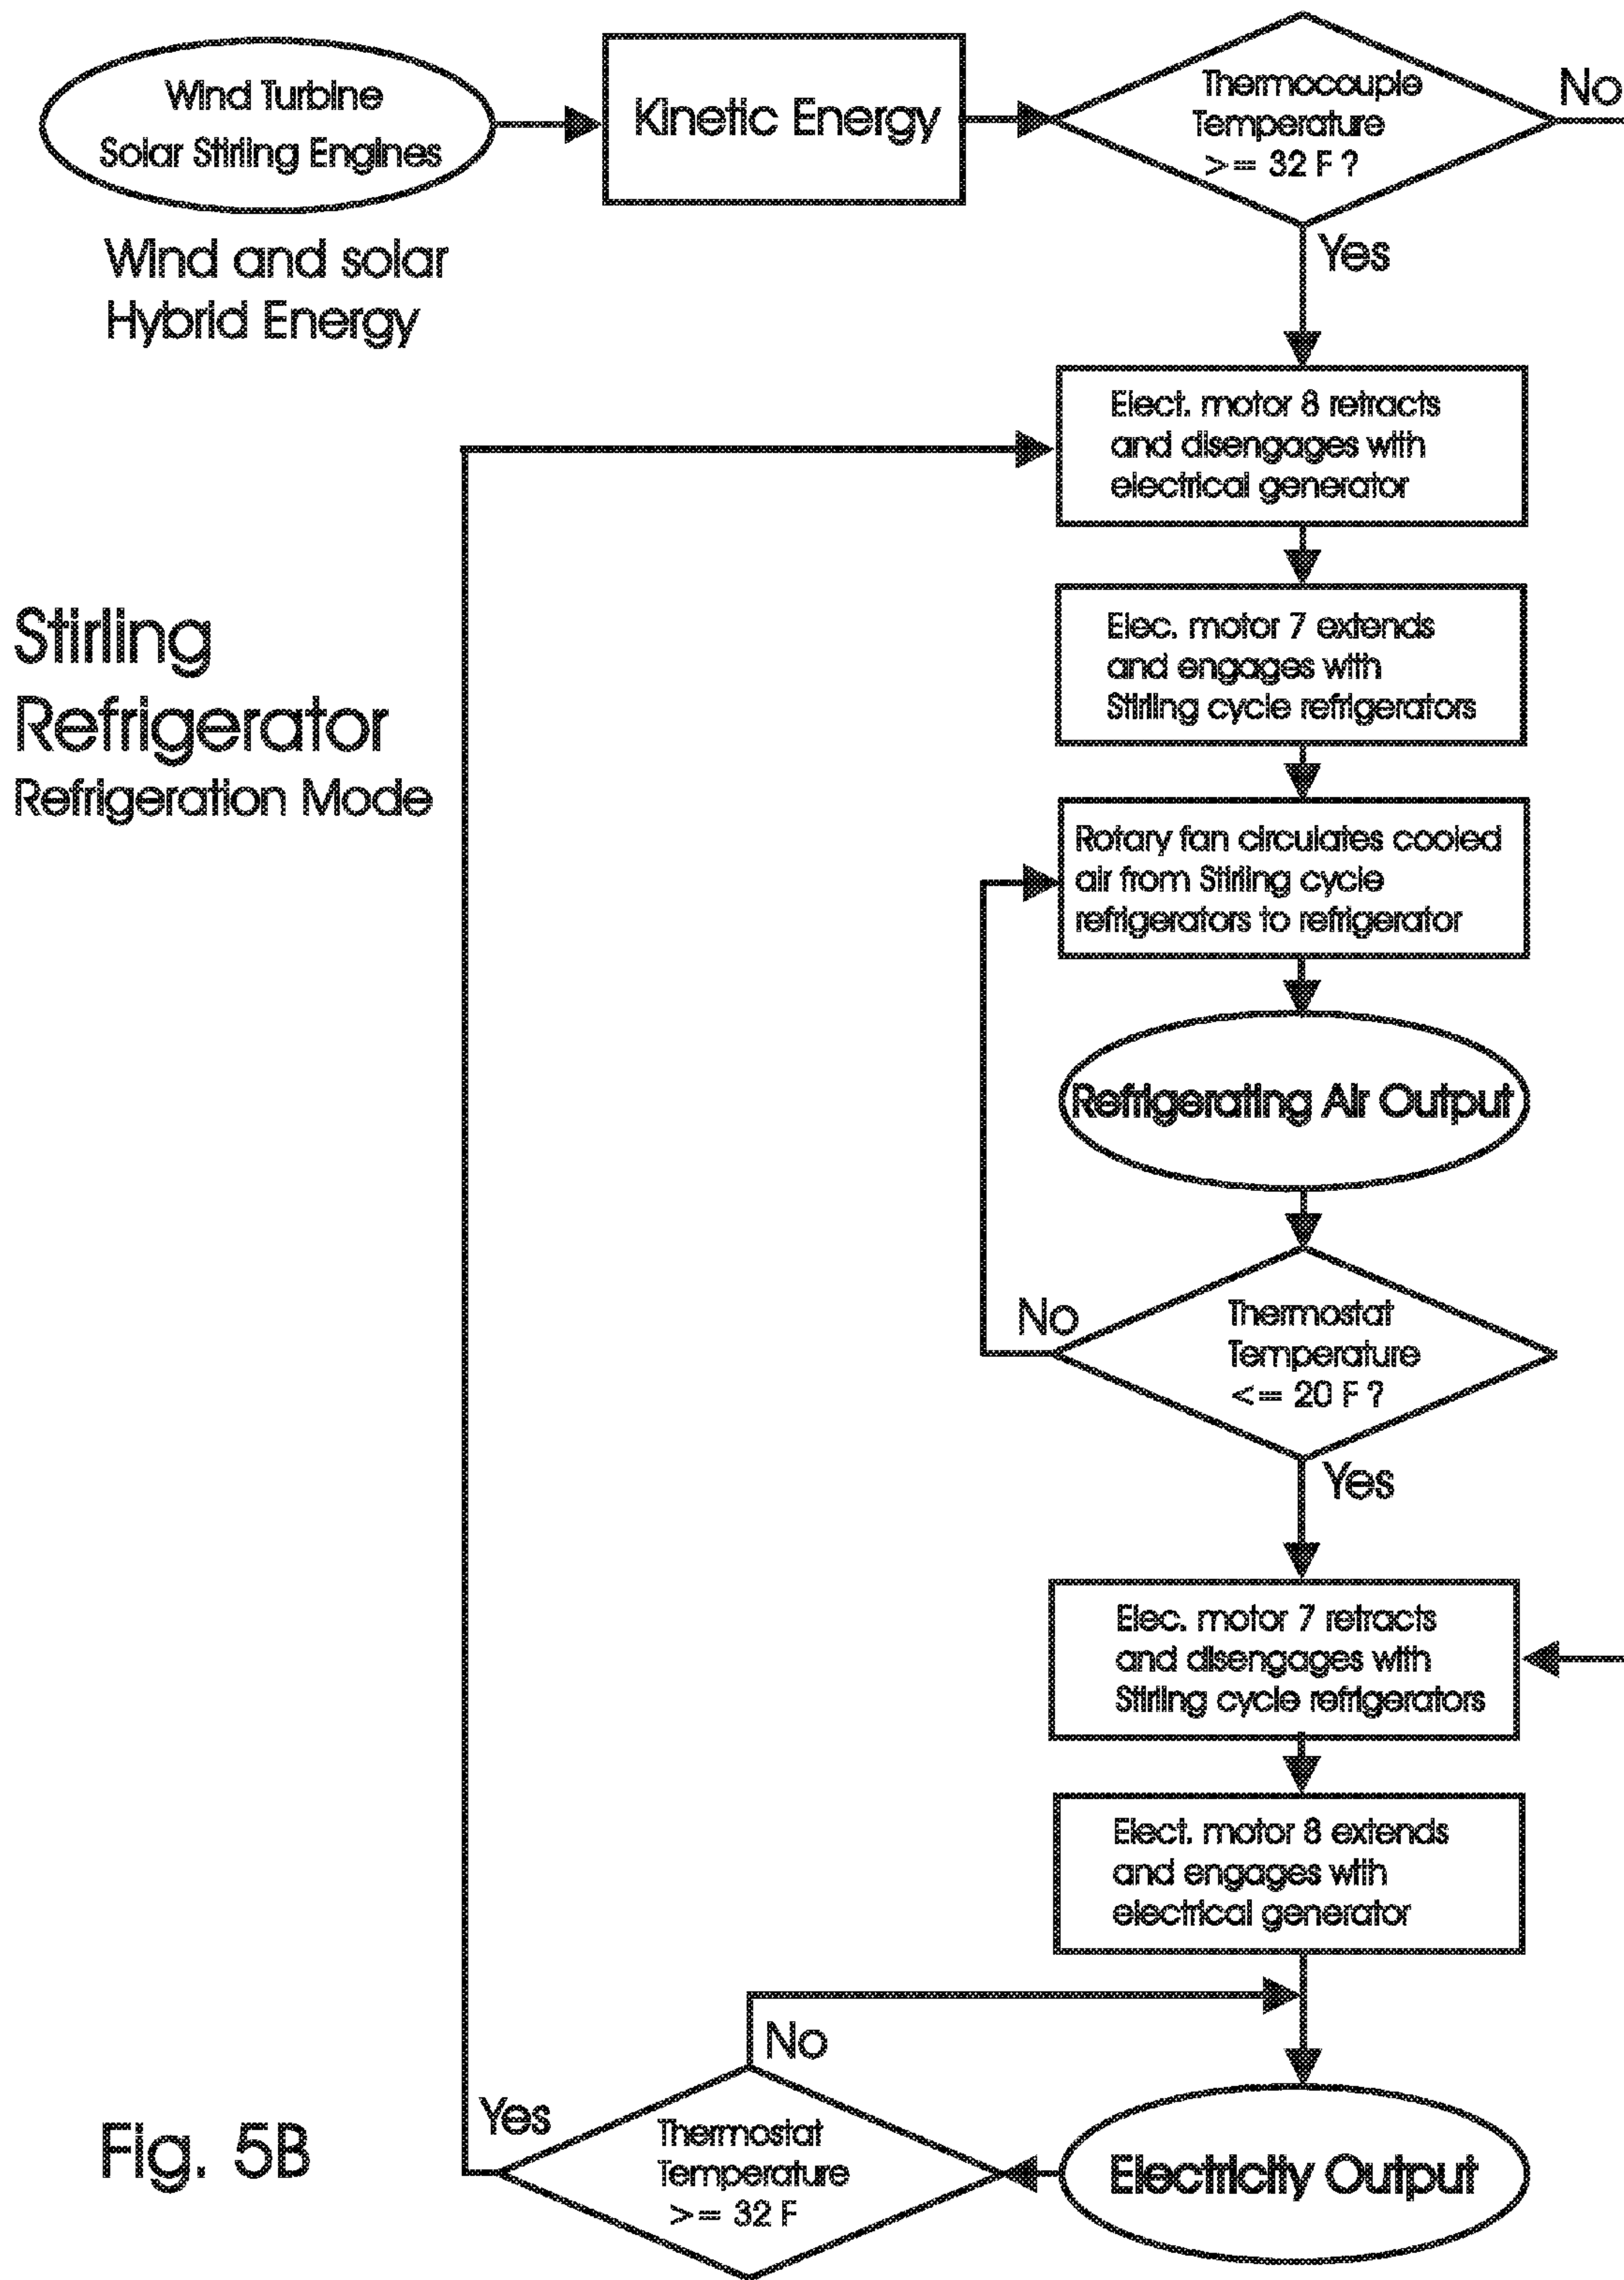 Wind Turbine
Solar Stirling Engines
Kinetic Energy
Thermocouple
Temperature
>= 32 F ?
No
Wind and solar
Hybrid Energy
Yes
Elect. motor 8 retracts
and disengages with
electrical generator
Stirling
Refrigerator
Refrigeration Mode
Elec. motor 7 extends
and engages with
Stirling cycle refrigerators
Rotary fan circulates cooled
air from Stirling cycle
refrigerators to refrigerator
Refrigerating Air Output
No
Thermostat
Temperature
<= 20 F ?
Yes
Elec. motor 7 retracts
and disengages with
Stirling cycle refrigerators
Elect. motor 8 extends
and engages with
electrical generator
No
Yes
Thermostat
Temperature
>= 32 F
Electricity Output
Fig. 5B